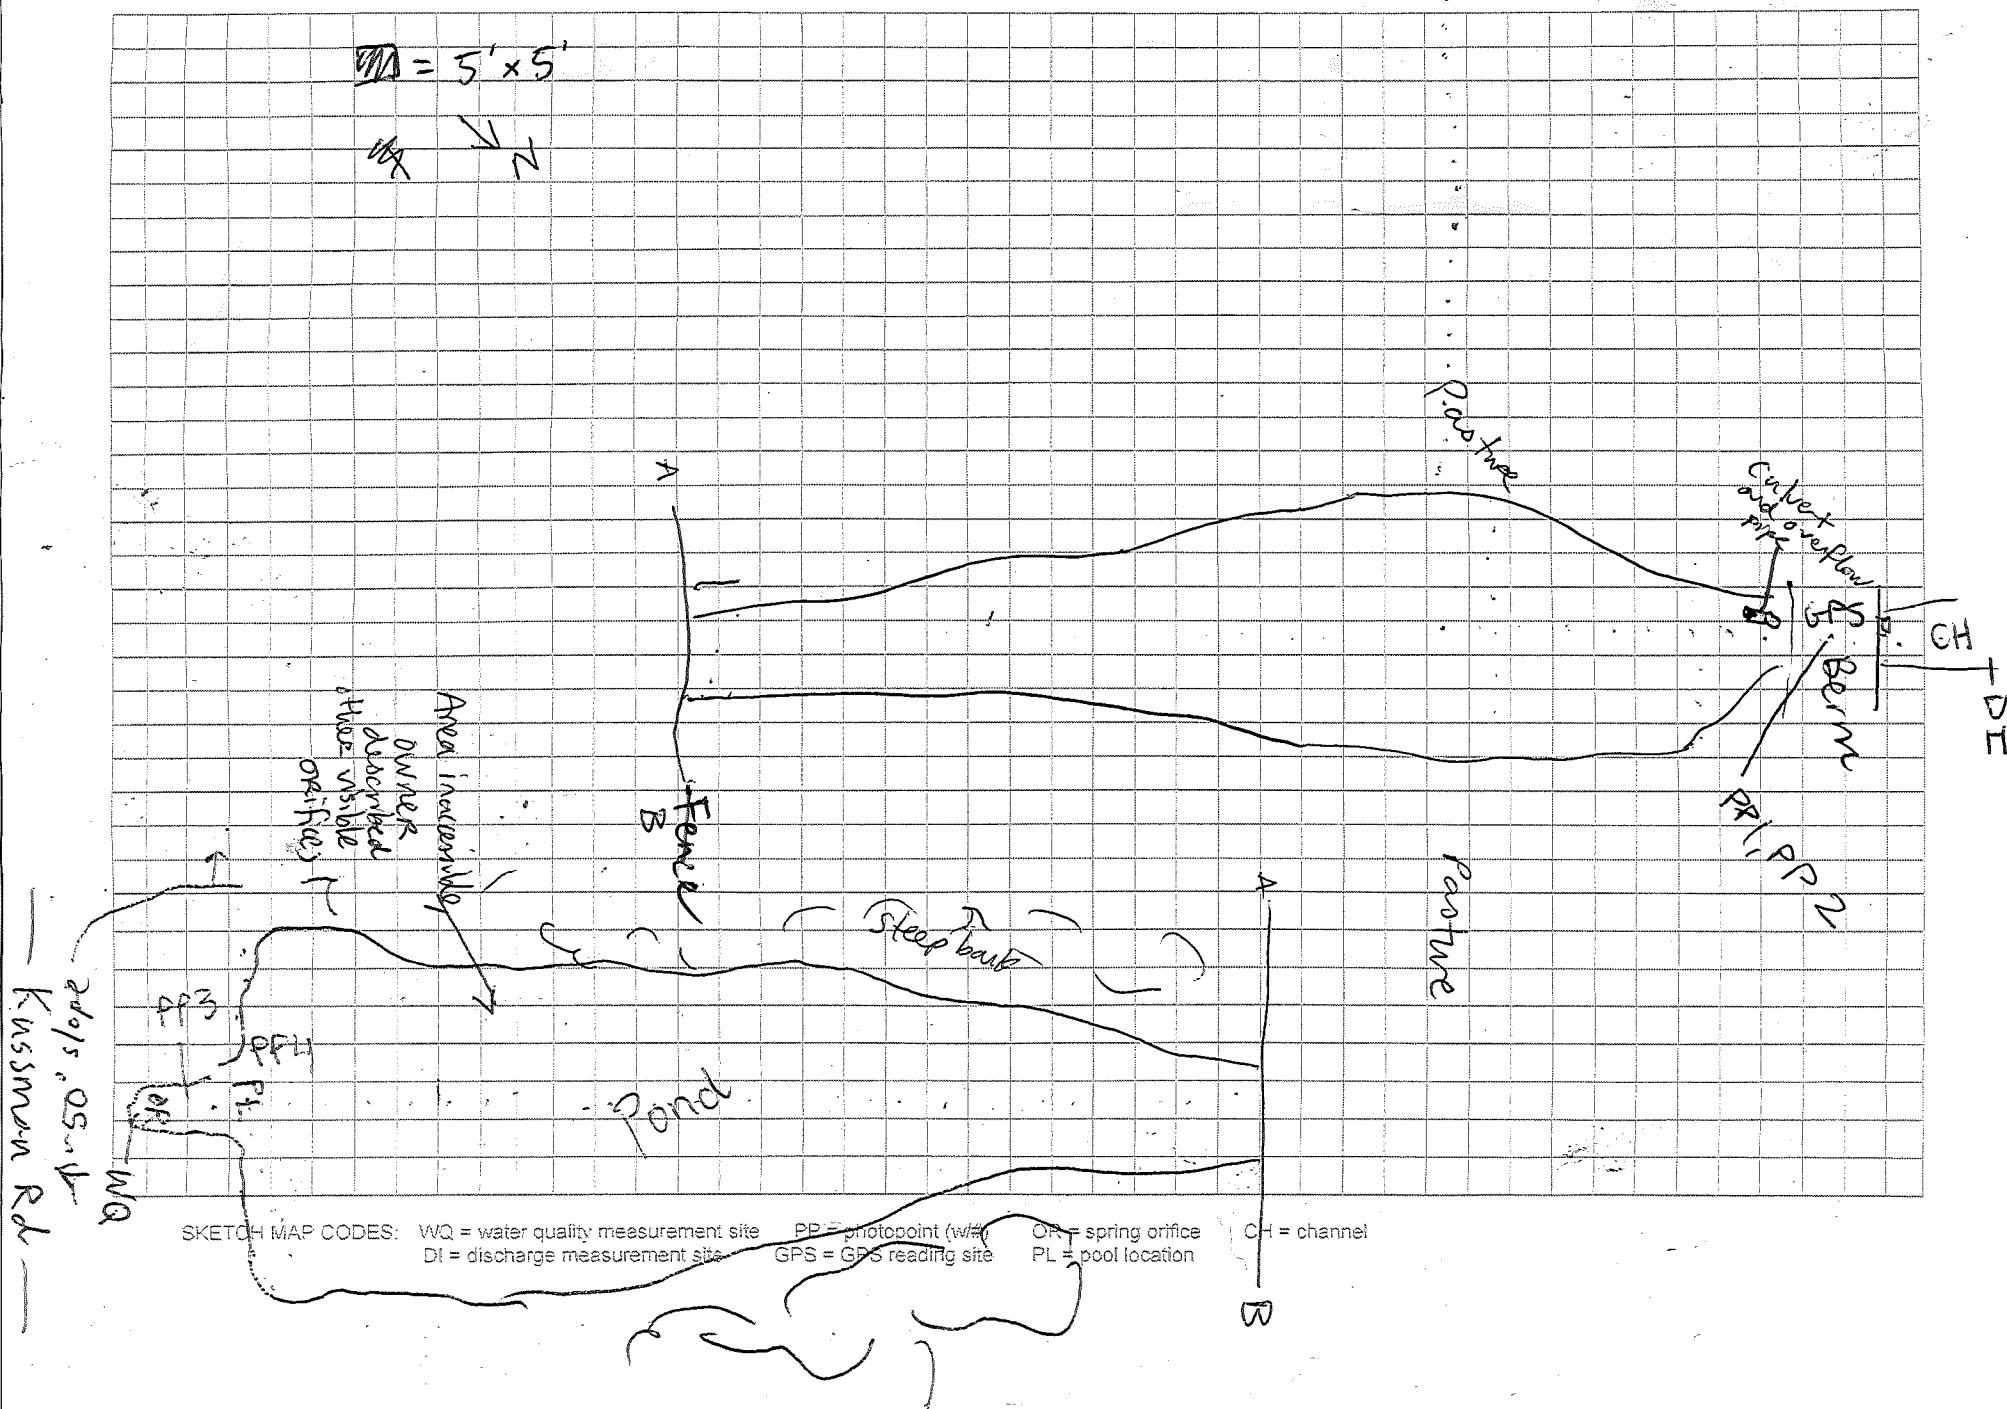 = 5' x 5'
N
Pasture
Culvert
and overflow
pipe
CH
DI
Berm
PP1, PP2
A
Fence
B
Area inaccessible,
owner
described
other visible
orifices
A
steep bank
Pasture
PP3
PP4
PL
OR
Pond
WQ
Kussman Rd
SKETCH MAP CODES: WQ = water quality measurement site PP = photopoint (w/#) OR = spring orifice CH = channel
DI = discharge measurement site GPS = GPS reading site PL = pool location
B